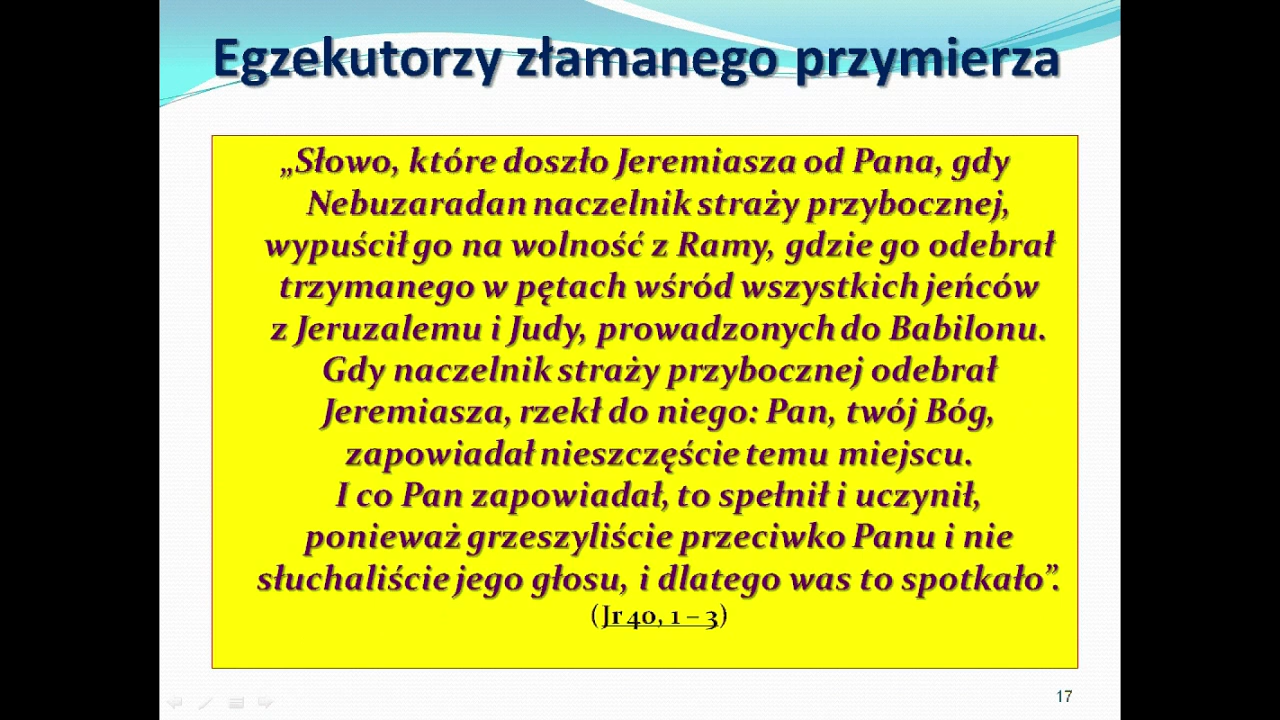 Egzekutorzy złamanego przymierza
„Słowo, które doszło Jeremiasza od Pana, gdy
Nebuzaradan naczelnik straży przybocznej,
wypuścił go na wolność z Ramy, gdzie go odebrał
trzymanego w pętach wśród wszystkich jeńców
z Jeruzalemu i Judy, prowadzonych do Babilonu.
Gdy naczelnik straży przybocznej odebrał
Jeremiasza, rzekł do niego: Pan, twój Bóg,
zapowiadał nieszczęście temu miejscu.
I co Pan zapowiadał, to spełnił i uczynił,
ponieważ grzeszyliście przeciwko Panu i nie
słuchaliście jego głosu, i dlatego was to spotkało”.
(Jr 40, 1 – 3)
17